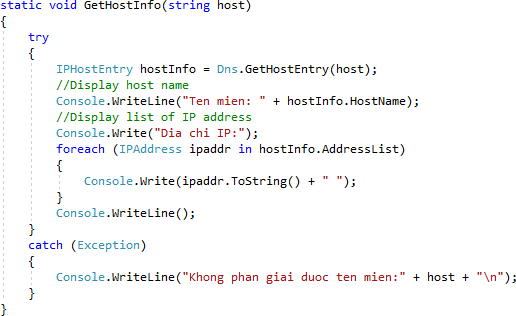 static void GetHostInfo(string host)
{
    try
    {
        IPHostEntry hostInfo = Dns.GetHostEntry(host);
        //Display host name
        Console.WriteLine("Ten mien: " + hostInfo.HostName);
        //Display list of IP address
        Console.Write("Dia chi IP:");
        foreach (IPAddress ipaddr in hostInfo.AddressList)
        {
            Console.Write(ipaddr.ToString() + " ");
        }
        Console.WriteLine();
    }
    catch (Exception)
    {
        Console.WriteLine("Khong phan giai duoc ten mien:" + host + "\n");
    }
}